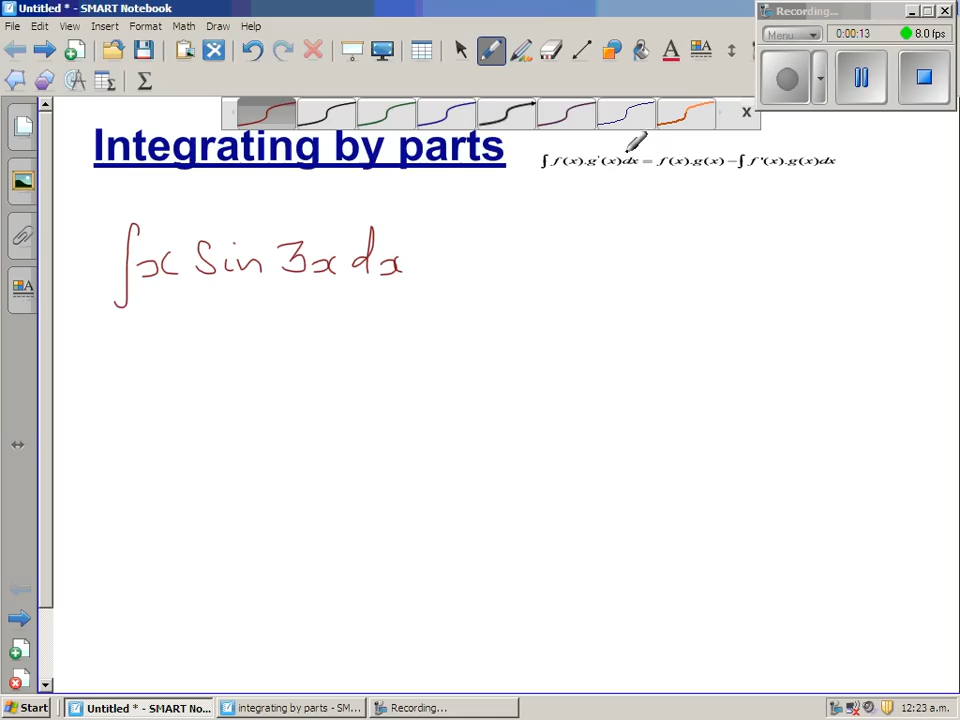 Untitled * - SMART Notebook
File Edit View Insert Format Math Draw Help
Recording...
Menu 0:00:13 8.0 fps
Integrating by parts
∫ f(x).g'(x)dx = f(x).g(x) − ∫ f'(x).g(x)dx
∫x Sin 3x dx
Start Untitled * - SMART No... integrating by parts - SM... Recording... 12:23 a.m.